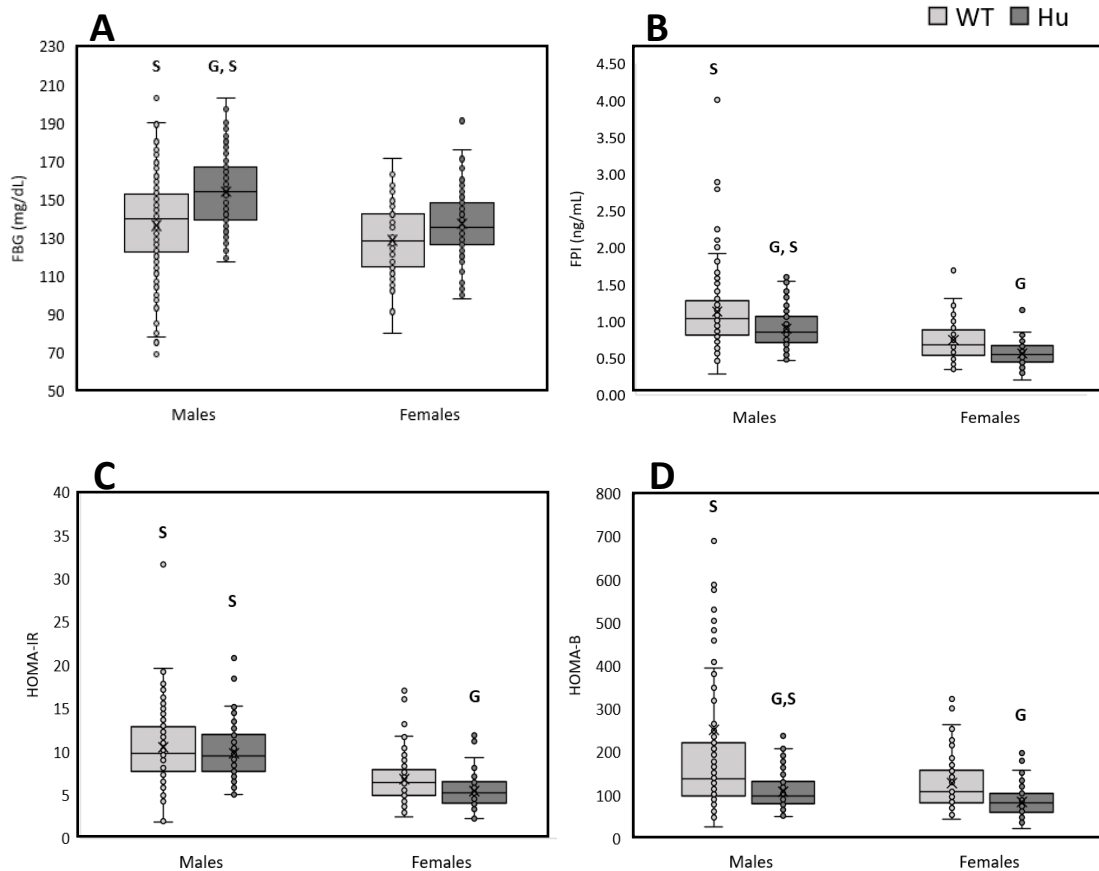 WT Hu
A
230
210
190
170
150
130
110
90
70
50
FBG (mg/dL)
S
G, S
Males
Females
B
4.50
4.00
3.50
3.00
2.50
2.00
1.50
1.00
0.50
0.00
FPI (ng/mL)
S
G, S
G
Males
Females
C
40
35
30
25
20
15
10
5
0
HOMA-IR
S
S
G
Males
Females
D
800
700
600
500
400
300
200
100
0
HOMA-B
S
G,S
G
Males
Females